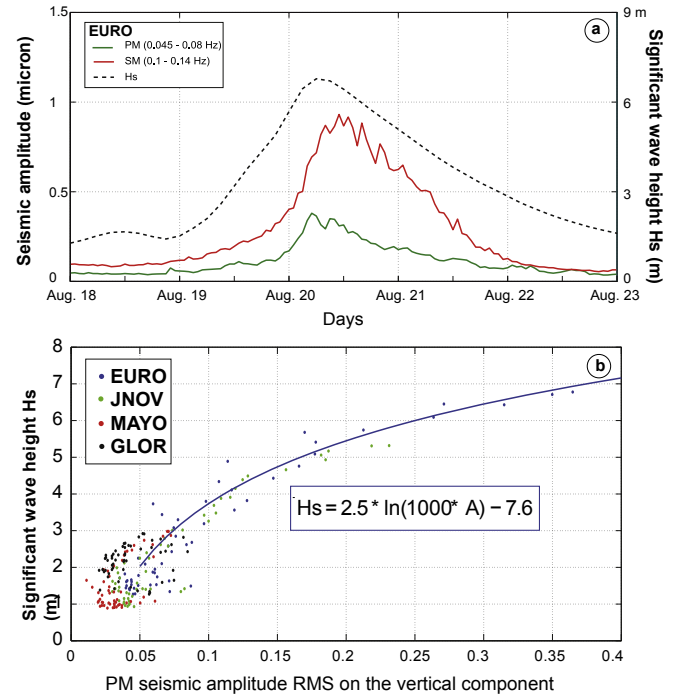 1.5
9 m
EURO
PM (0.045 - 0.08 Hz)
SM (0.1 - 0.14 Hz)
Hs
a
1
6
0.5
3
0
0
Seismic amplitude (micron)
Significant wave height Hs (m)
Aug. 18
Aug. 19
Aug. 20
Aug. 21
Aug. 22
Aug. 23
Days
8
b
EURO
JNOV
MAYO
GLOR
7
6
5
4
3
2
1
0
Hs = 2.5 * ln(1000* A) − 7.6
Significant wave height Hs
(m)
0
0.05
0.1
0.15
0.2
0.25
0.3
0.35
0.4
PM seismic amplitude RMS on the vertical component